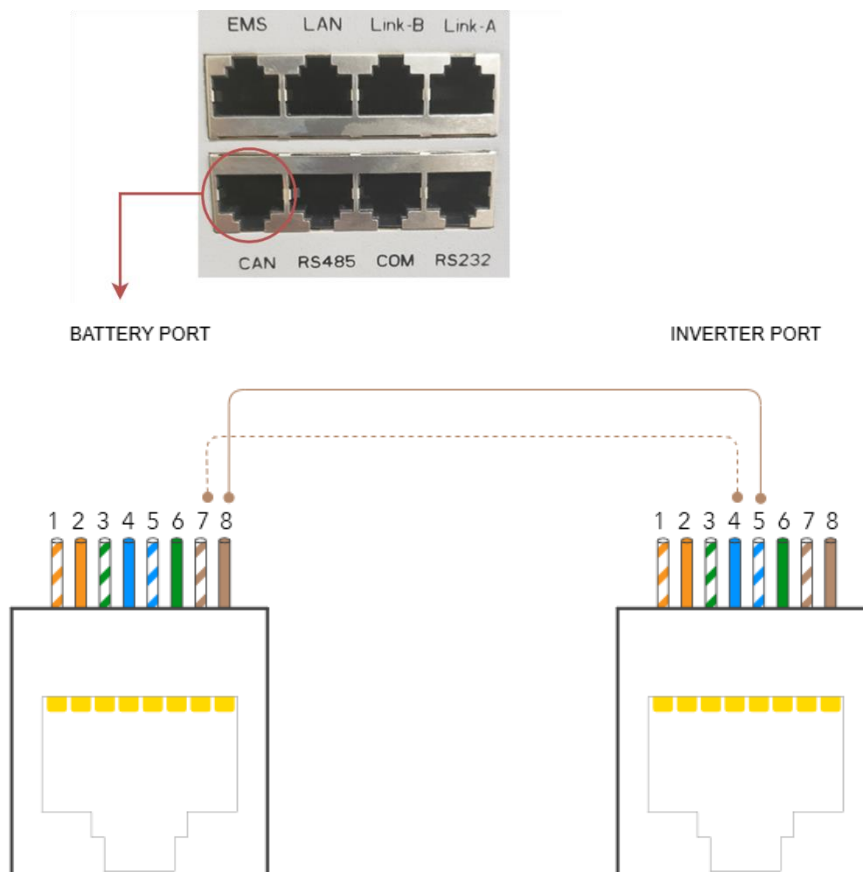 EMS LAN Link-B Link-A
CAN RS485 COM RS232
BATTERY PORT INVERTER PORT
1 2 3 4 5 6 7 8 1 2 3 4 5 6 7 8